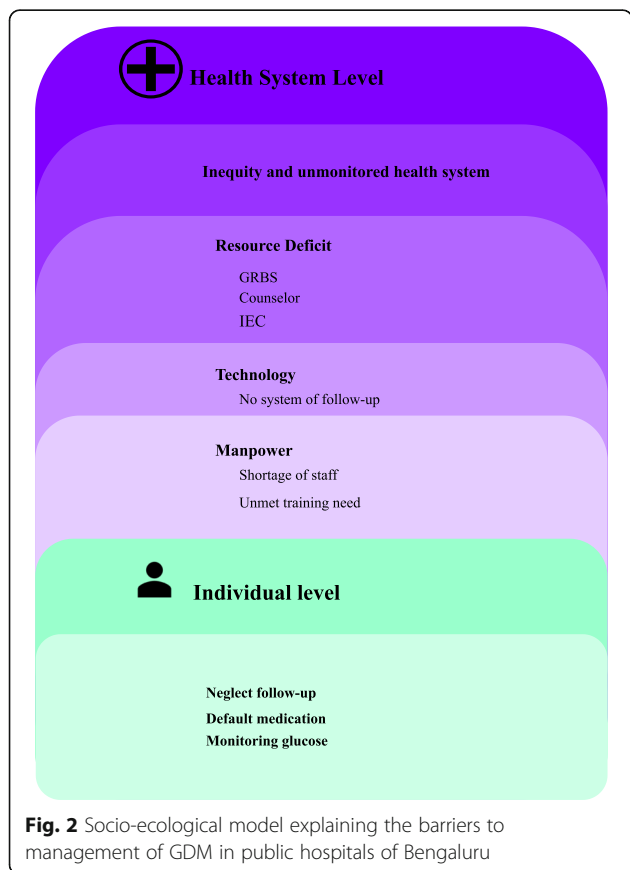 Health System Level
Inequity and unmonitored health system
Resource Deficit
GRBS
Counselor
IEC
Technology
No system of follow-up
Manpower
Shortage of staff
Unmet training need
Individual level
Neglect follow-up
Default medication
Monitoring glucose
Fig. 2 Socio-ecological model explaining the barriers to
management of GDM in public hospitals of Bengaluru